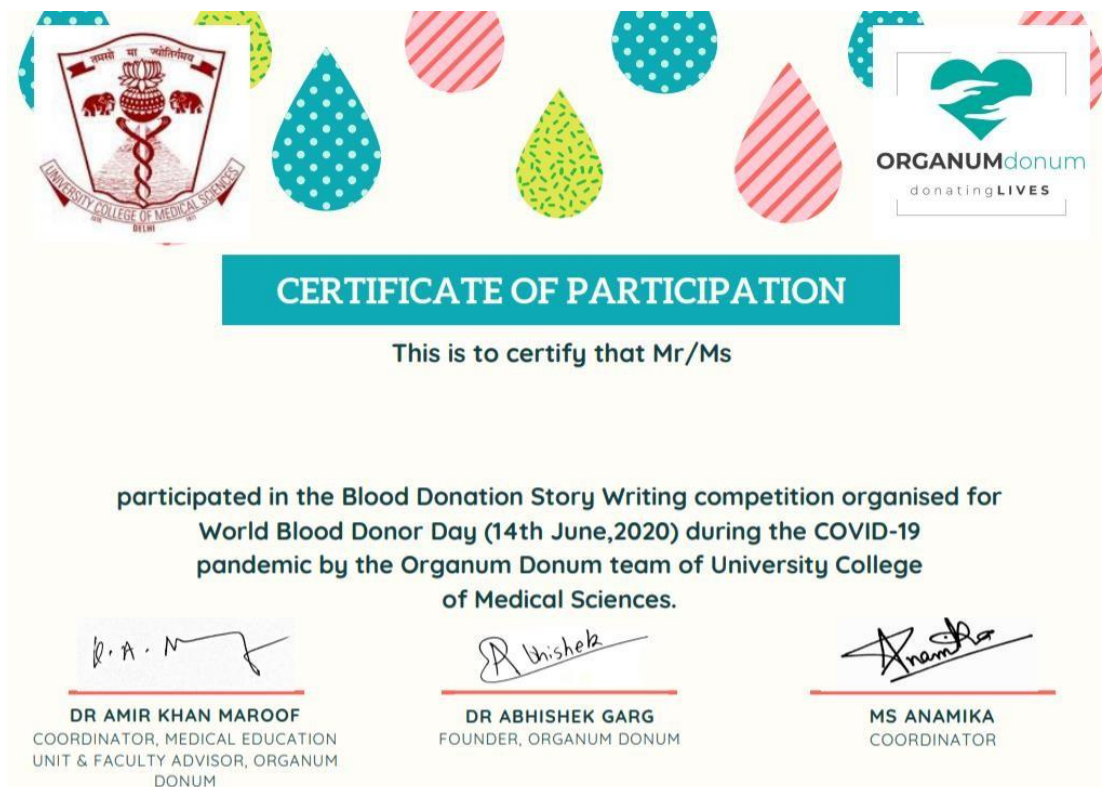 तमसो मा ज्योतिर्गमय
UNIVERSITY COLLEGE OF MEDICAL SCIENCES
DELHI
ORGANUMdonum
donatingLIVES
CERTIFICATE OF PARTICIPATION
This is to certify that Mr/Ms
participated in the Blood Donation Story Writing competition organised for
World Blood Donor Day (14th June,2020) during the COVID-19
pandemic by the Organum Donum team of University College
of Medical Sciences.
Abhishek
Anamika
DR AMIR KHAN MAROOF
COORDINATOR, MEDICAL EDUCATION
UNIT & FACULTY ADVISOR, ORGANUM
DONUM
DR ABHISHEK GARG
FOUNDER, ORGANUM DONUM
MS ANAMIKA
COORDINATOR